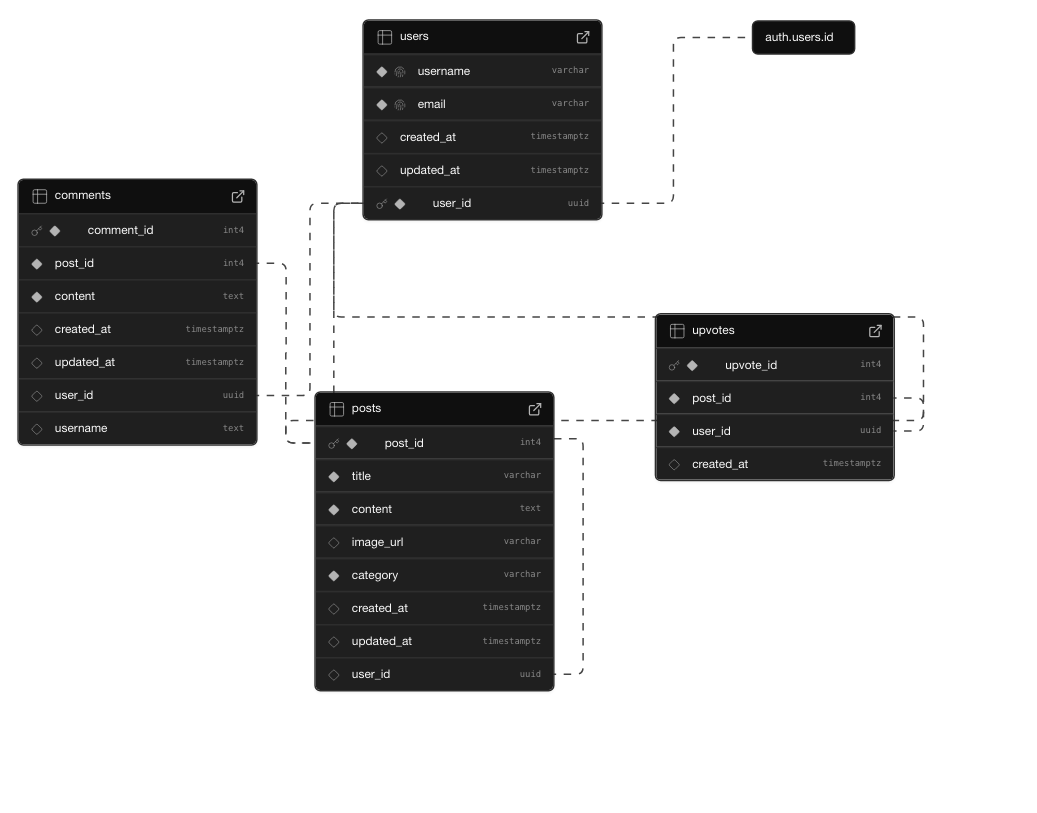 users
username varchar
email varchar
created_at timestamptz
updated_at timestamptz
user_id uuid
auth.users.id
comments
comment_id int4
post_id int4
content text
created_at timestamptz
updated_at timestamptz
user_id uuid
username text
posts
post_id int4
title varchar
content text
image_url varchar
category varchar
created_at timestamptz
updated_at timestamptz
user_id uuid
upvotes
upvote_id int4
post_id int4
user_id uuid
created_at timestamptz